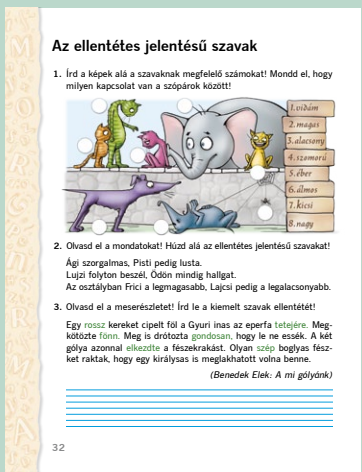 Az ellentétes jelentésű szavak
1. Írd a képek alá a szavaknak megfelelő számokat! Mondd el, hogy
milyen kapcsolat van a szópárok között!
1. vidám
2. magas
3. alacsony
4. szomorú
5. éber
6. álmos
7. kicsi
8. nagy
2. Olvasd el a mondatokat! Húzd alá az ellentétes jelentésű szavakat!
Ági szorgalmas, Pisti pedig lusta.
Lujzi folyton beszél, Ödön mindig hallgat.
Az osztályban Frici a legmagasabb, Lajcsi pedig a legalacsonyabb.
3. Olvasd el a meserészletet! Írd le a kiemelt szavak ellentétét!
Egy rossz kereket cipelt föl a Gyuri inas az eperfa tetejére. Meg-
kötözte fönn. Meg is drótozta gondosan, hogy le ne essék. A két
gólya azonnal elkezdte a fészekrakást. Olyan szép boglyas fész-
ket raktak, hogy egy királysas is meglakhatott volna benne.
(Benedek Elek: A mi gólyánk)
32